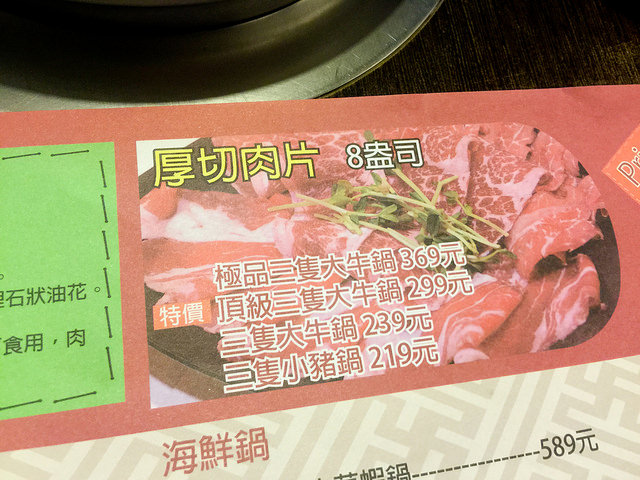 厚切肉片 8盎司
極品三隻大牛鍋 369元
特價 頂級三隻大牛鍋 299元
三隻大牛鍋 239元
三隻小豬鍋 219元
石狀油花。
食用，肉
Pri
海鮮鍋
蝦鍋-------------------589元